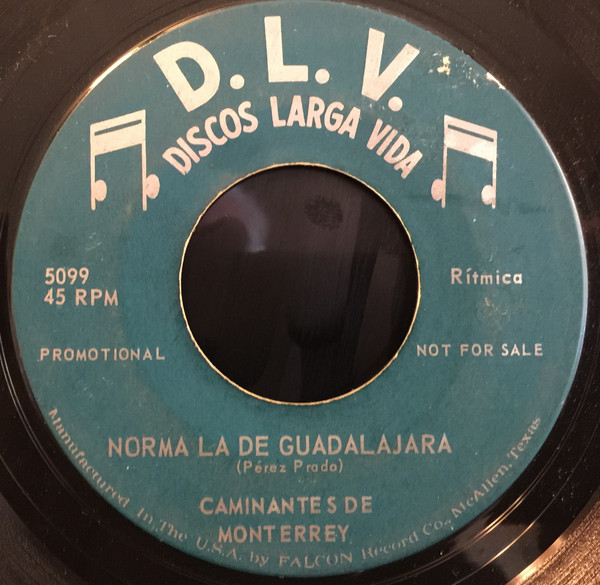 D. L. V.
DISCOS LARGA VIDA
5099
45 RPM
Rítmica
PROMOTIONAL
NOT FOR SALE
NORMA LA DE GUADALAJARA
(Pérez Prado)
CAMINANTES DE
MONTERREY
Manufactured In The U.S.A. by FALCON Record Co., McAllen, Texas